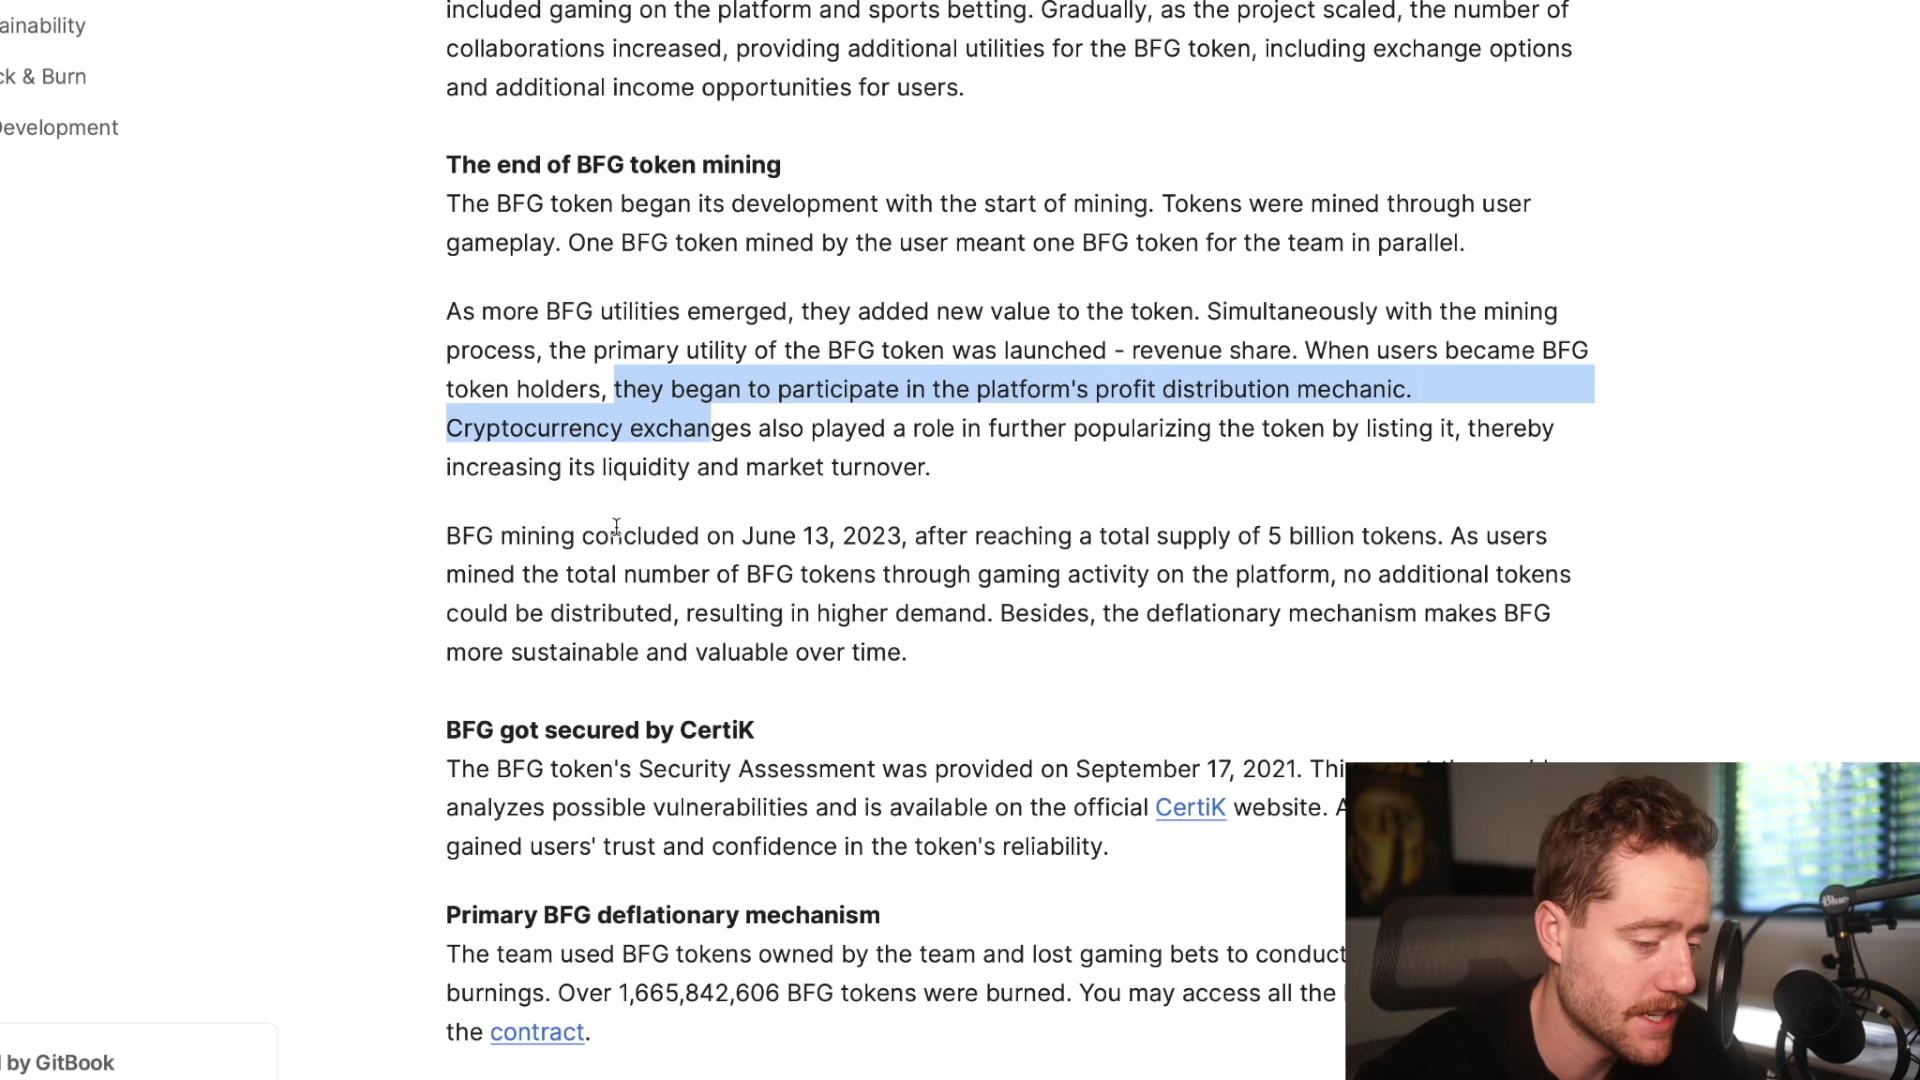 ainability
included gaming on the platform and sports betting. Gradually, as the project scaled, the number of
collaborations increased, providing additional utilities for the BFG token, including exchange options
ck & Burn
and additional income opportunities for users.
Development
The end of BFG token mining
The BFG token began its development with the start of mining. Tokens were mined through user
gameplay. One BFG token mined by the user meant one BFG token for the team in parallel.
As more BFG utilities emerged, they added new value to the token. Simultaneously with the mining
process, the primary utility of the BFG token was launched - revenue share. When users became BFG
token holders, they began to participate in the platform's profit distribution mechanic.
Cryptocurrency exchanges also played a role in further popularizing the token by listing it, thereby
increasing its liquidity and market turnover.
BFG mining concluded on June 13, 2023, after reaching a total supply of 5 billion tokens. As users
mined the total number of BFG tokens through gaming activity on the platform, no additional tokens
could be distributed, resulting in higher demand. Besides, the deflationary mechanism makes BFG
more sustainable and valuable over time.
BFG got secured by CertiK
The BFG token's Security Assessment was provided on September 17, 2021. Thi
analyzes possible vulnerabilities and is available on the official CertiK website. A
gained users' trust and confidence in the token's reliability.
Primary BFG deflationary mechanism
The team used BFG tokens owned by the team and lost gaming bets to conduct
burnings. Over 1,665,842,606 BFG tokens were burned. You may access all the
the contract.
d by GitBook
Blue